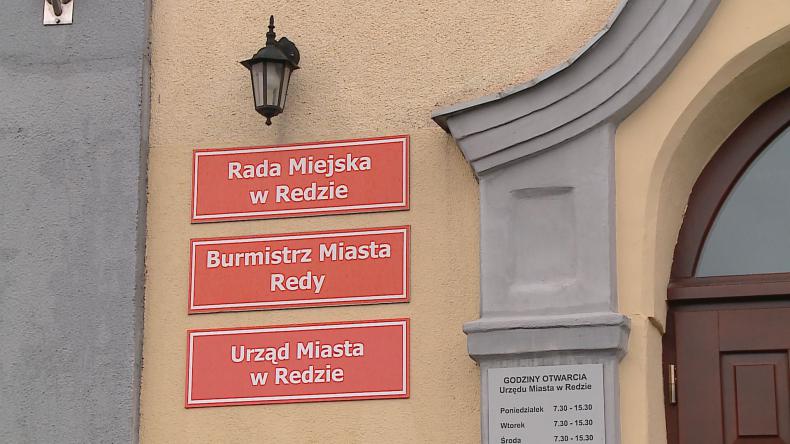 Rada Miejska
w Redzie
Burmistrz Miasta
Redy
Urząd Miasta
w Redzie
GODZINY OTWARCIA
Urzędu Miasta w Redzie
Poniedziałek 7.30 - 15.30
Wtorek 7.30 - 15.30
Środa 7.30 - 15.30